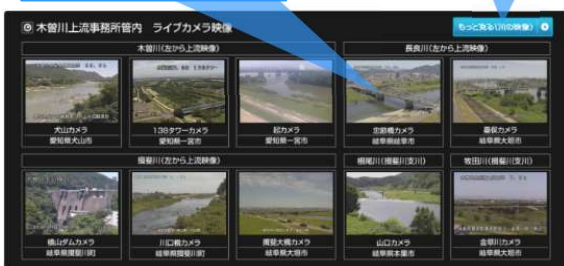 木曽川上流事務所管内 ライブカメラ映像
もっと見る(川の映像)
木曽川(左から上流映像)
長良川(左から上流映像)
犬山カメラ
愛知県犬山市
138タワーカメラ
愛知県一宮市
起カメラ
愛知県一宮市
忠節橋カメラ
岐阜県岐阜市
岐阜県大垣市
揖斐川(左から上流映像)
根尾川(揖斐川支川)
牧田川(揖斐川支川)
横山ダムカメラ
岐阜県揖斐川町
川口橋カメラ
岐阜県揖斐川町
揖斐大橋カメラ
岐阜県大垣市
山口カメラ
岐阜県本巣市
金草川カメラ
岐阜県大垣市